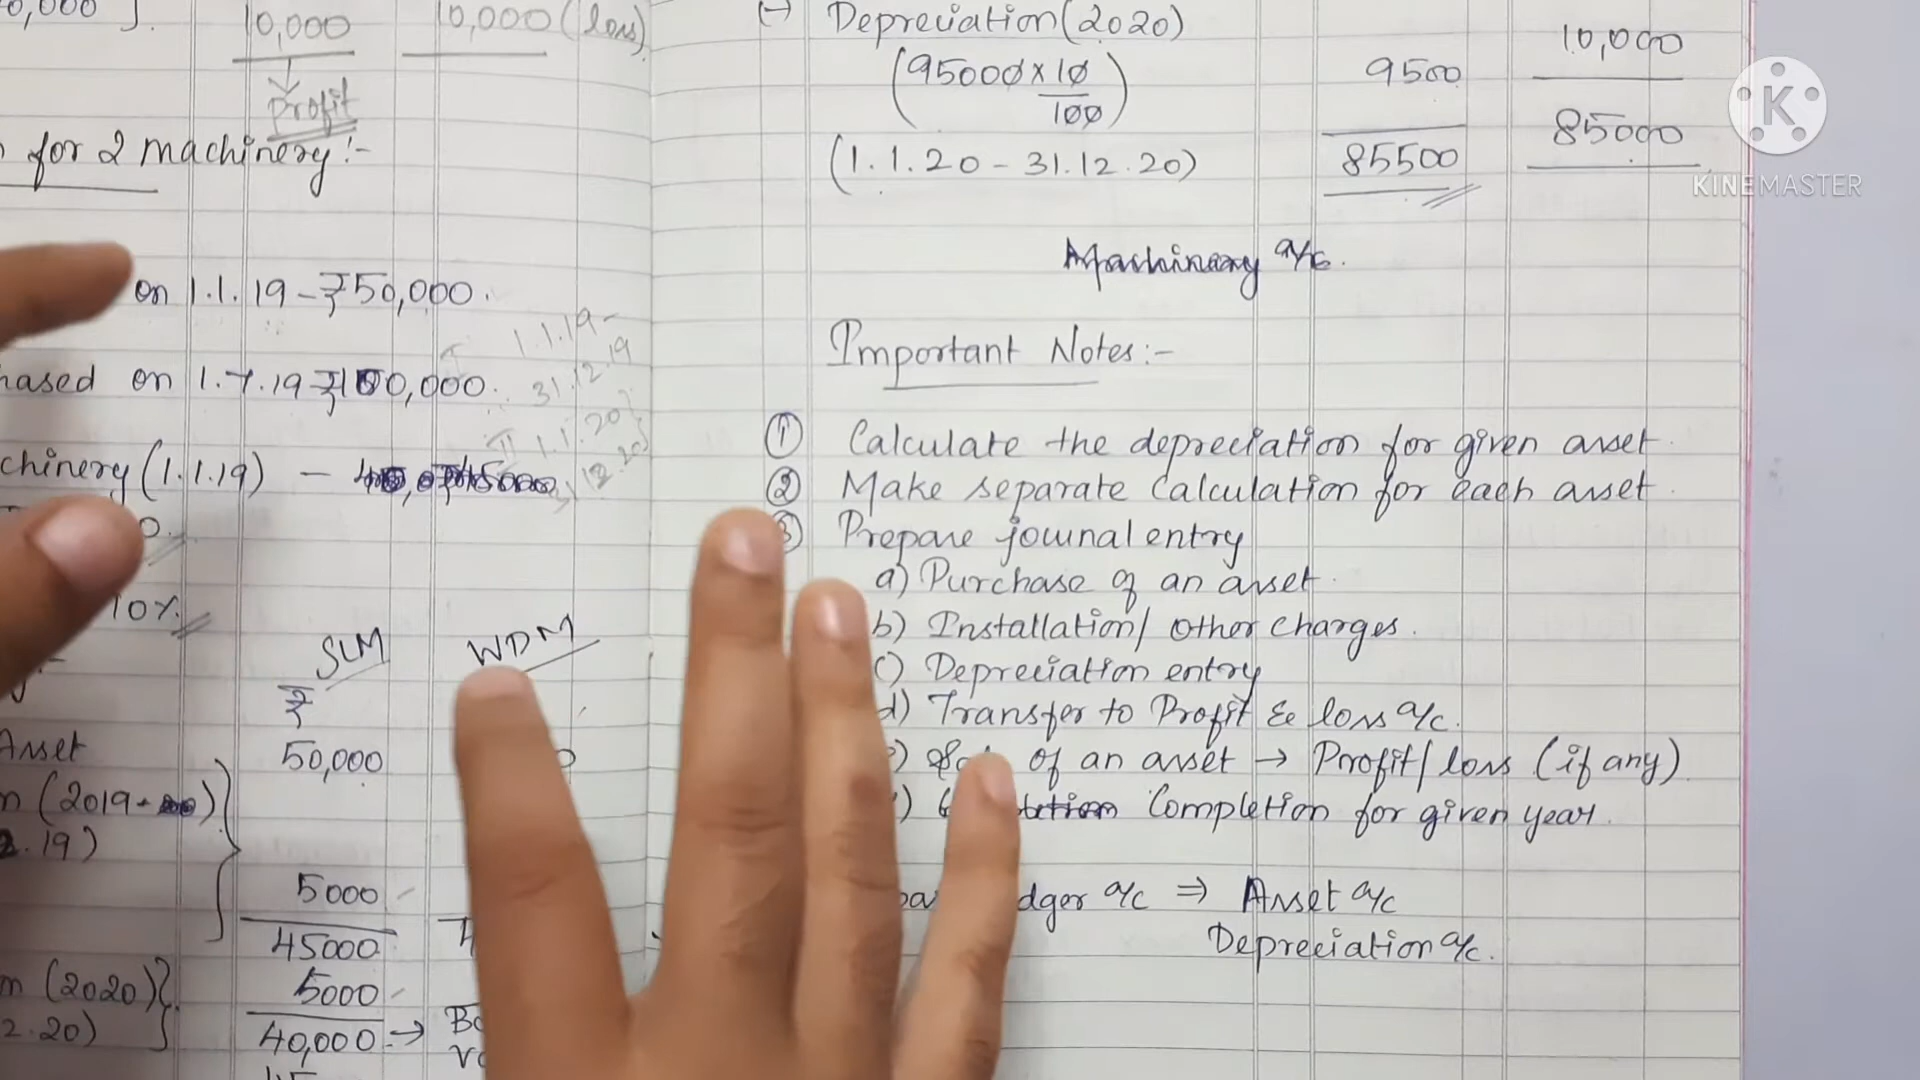 10,000
10,000 (loss)
Profit
for 2 machinery:-
on 1.1.19 - ₹50,000.
on 1.7.19 ₹100,000.
1.1.19 -
31.12.19
II 1.1.20
12.20
chinery (1.1.19) - 45000
10%
SLM WDM
₹
Asset 50,000
(2019-20)
.19)
5000
45000
(2020) 5000
2.20)
40,000 →
(-) Depreciation (2020)
(95000 x 10
100) 9500 10,000
(1.1.20 - 31.12.20) 85500 85000
KINEMASTER
Machinery a/c.
Important Notes:-
① Calculate the depreciation for given asset.
② Make separate Calculation for each asset.
③ Prepare journal entry
a) Purchase of an asset.
b) Installation/ Other Charges.
c) Depreciation entry
d) Transfer to Profit & loss a/c.
of an asset → Profit/loss (if any)
Completion for given year.
a/c ⇒ Asset a/c
Depreciation a/c.